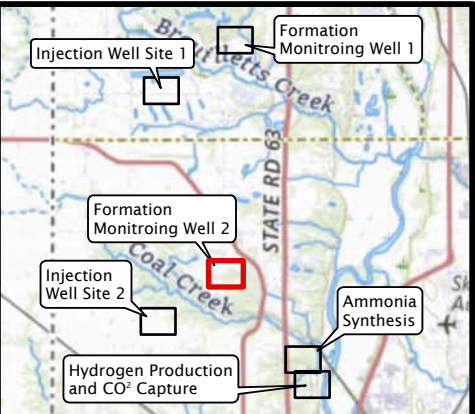 Brouilletts Creek
Formation
Monitroing Well 1
Injection Well Site 1
STATE RD 63
Formation
Monitroing Well 2
Coal Creek
Injection
Well Site 2
Ammonia
Synthesis
Hydrogen Production
and CO² Capture